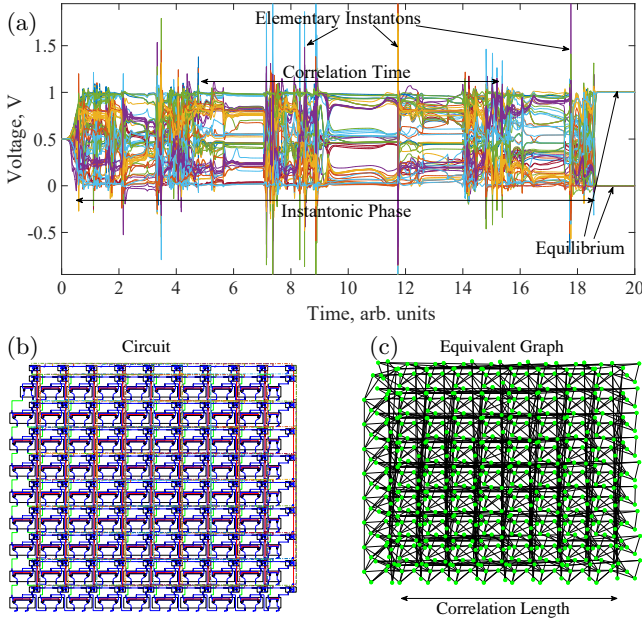 (a)
Elementary Instantons
Correlation Time
Instantonic Phase
Equilibrium
Voltage, V
1.5
1
0.5
0
-0.5
0 2 4 6 8 10 12 14 16 18 20
Time, arb. units
(b) Circuit
(c) Equivalent Graph
Correlation Length